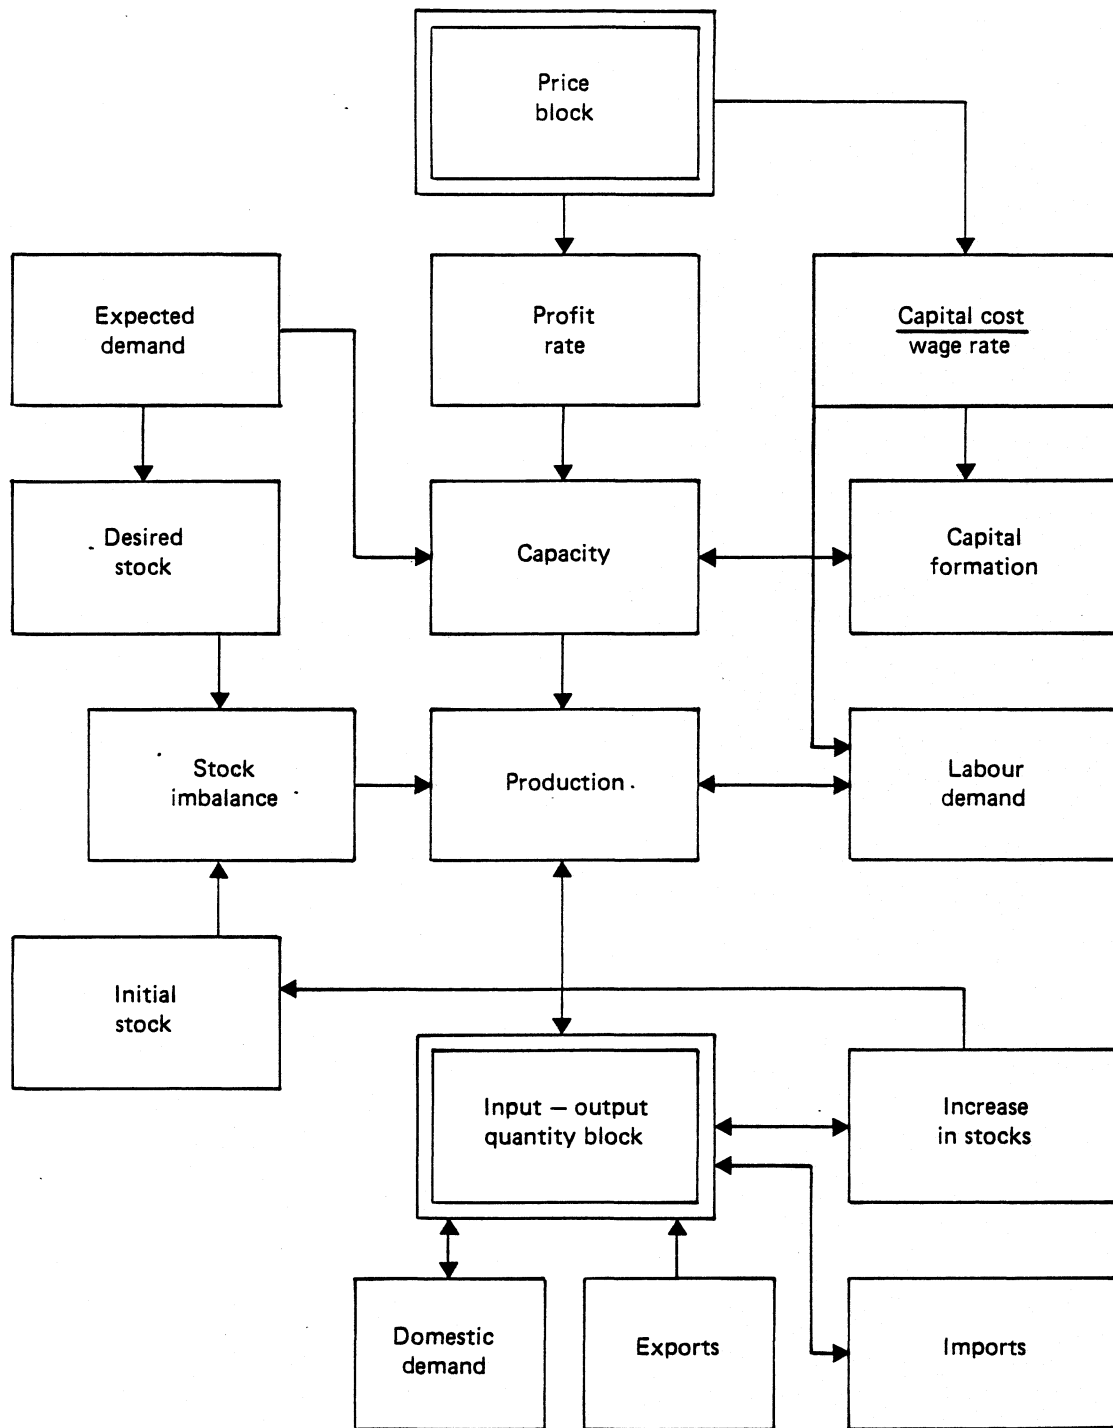 Price
block
Expected
demand
Profit
rate
Capital cost
wage rate
Desired
stock
Capacity
Capital
formation
Stock
imbalance
Production
Labour
demand
Initial
stock
Input – output
quantity block
Increase
in stocks
Domestic
demand
Exports
Imports